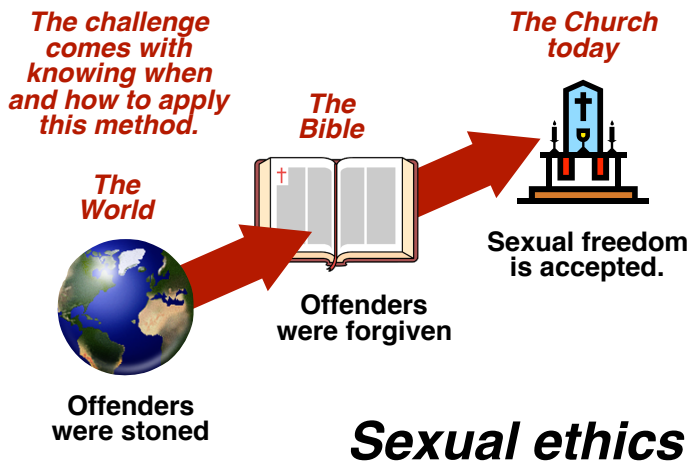 The challenge
comes with
knowing when
and how to apply
this method.
The
World
Offenders
were stoned
The
Bible
Offenders
were forgiven
The Church
today
Sexual freedom
is accepted.
Sexual ethics